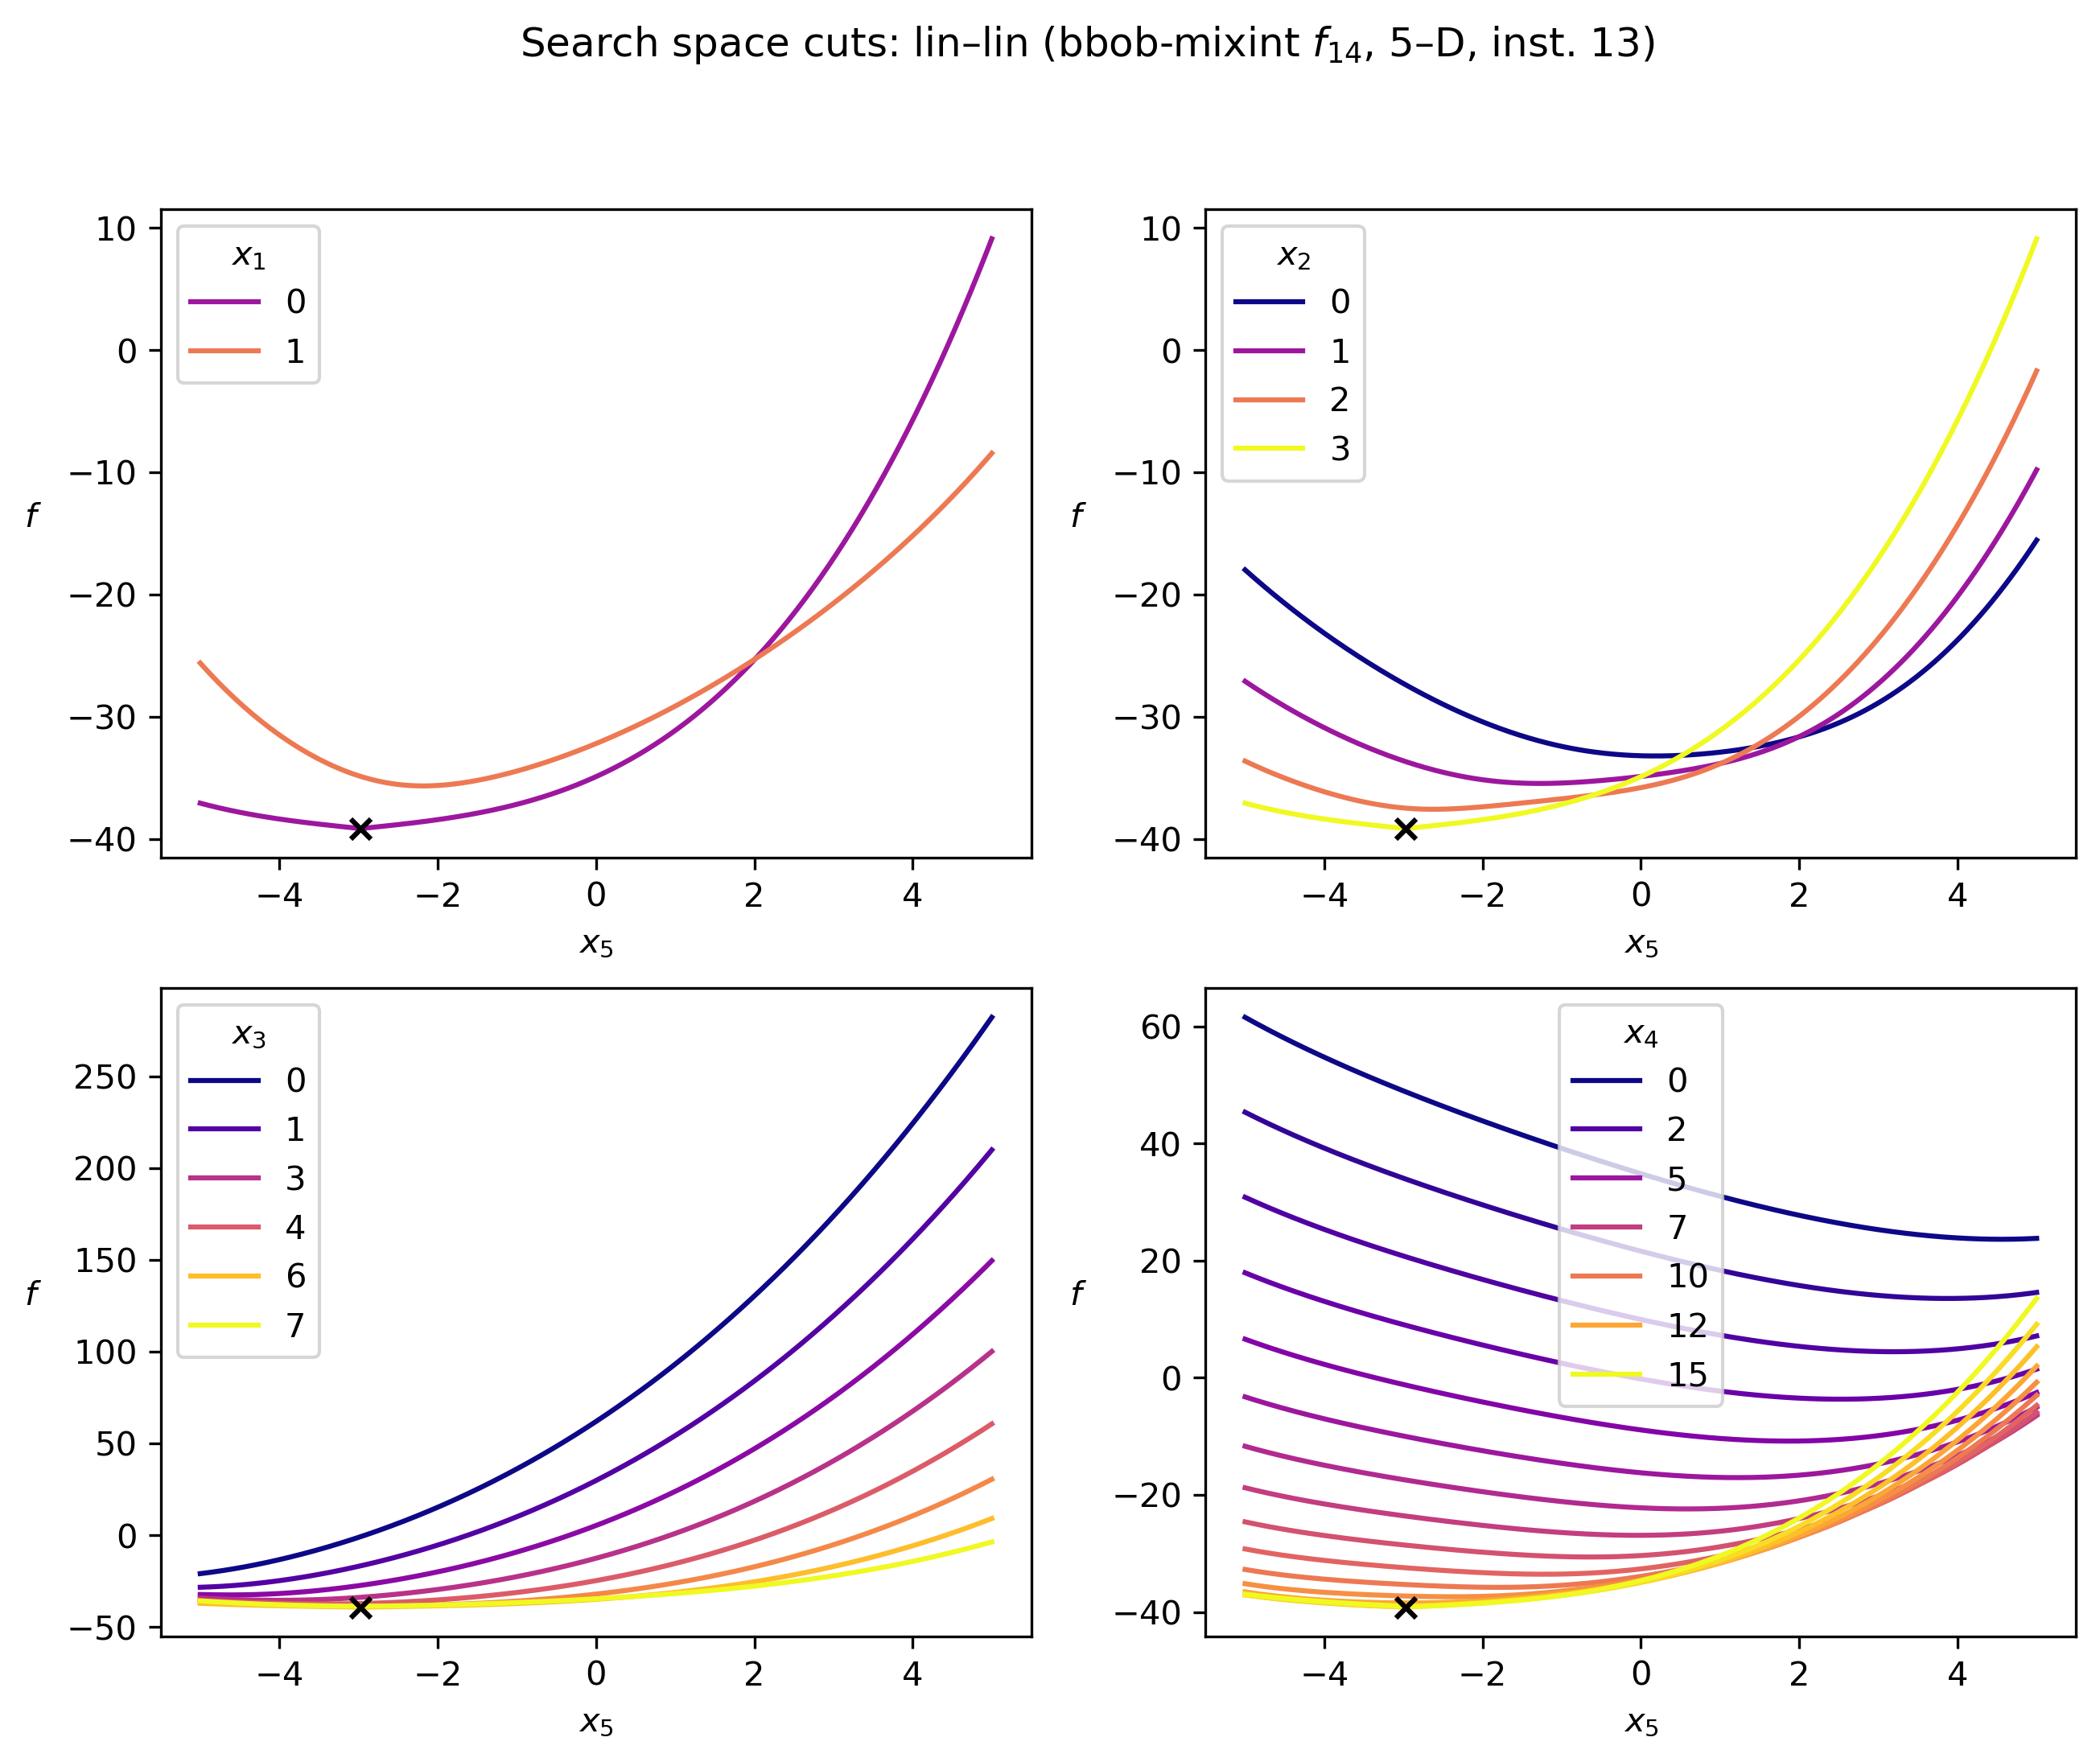 Search space cuts: lin–lin (bbob-mixint f₁₄, 5–D, inst. 13)
x₁
0
1
10
0
−10
−20
−30
−40
f
−4 −2 0 2 4
x₅
x₂
0
1
2
3
10
0
−10
−20
−30
−40
f
−4 −2 0 2 4
x₅
x₃
0
1
3
4
6
7
250
200
150
100
50
0
−50
f
−4 −2 0 2 4
x₅
x₄
0
2
5
7
10
12
15
60
40
20
0
−20
−40
f
−4 −2 0 2 4
x₅